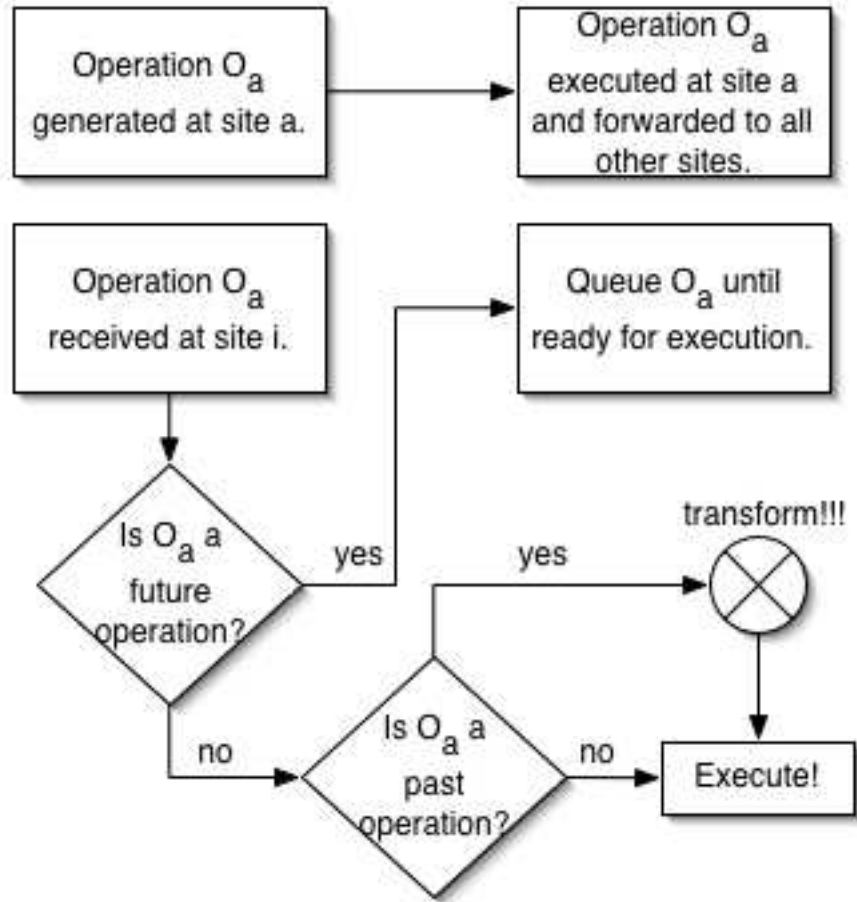 Operation Oa
generated at site a.
Operation Oa
executed at site a
and forwarded to all
other sites.
Operation Oa
received at site i.
Queue Oa until
ready for execution.
Is Oa a
future
operation?
yes
no
Is Oa a
past
operation?
yes
no
transform!!!
Execute!